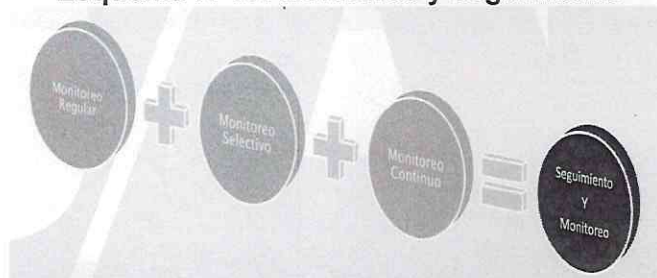 Monitoreo
Regular
Monitoreo
Selectivo
Monitoreo
Continuo
Seguimiento
Y
Monitoreo